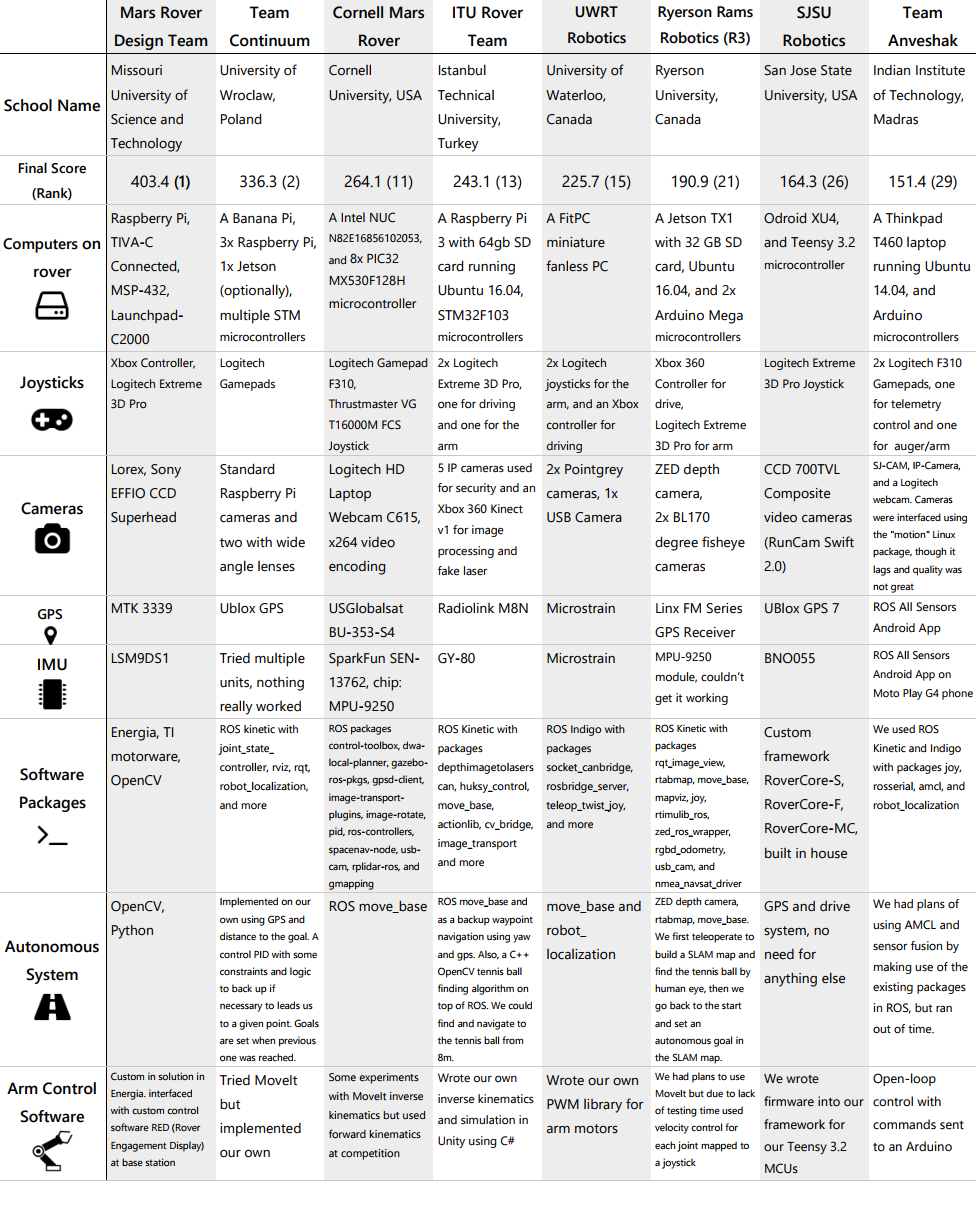 Mars Rover
Design Team
Team
Continuum
Cornell Mars
Rover
ITU Rover
Team
UWRT
Robotics
Ryerson Rams
Robotics (R3)
SJSU
Robotics
Team
Anveshak
School Name
Missouri
University of
Science and
Technology
University of
Wroclaw,
Poland
Cornell
University, USA
Istanbul
Technical
University,
Turkey
University of
Waterloo,
Canada
Ryerson
University,
Canada
San Jose State
University, USA
Indian Institute
of Technology,
Madras
Final Score
(Rank)
403.4 (1)
336.3 (2)
264.1 (11)
243.1 (13)
225.7 (15)
190.9 (21)
164.3 (26)
151.4 (29)
Computers on
rover
Raspberry Pi,
TIVA-C
Connected,
MSP-432,
Launchpad-
C2000
A Banana Pi,
3x Raspberry Pi,
1x Jetson
(optionally),
multiple STM
microcontrollers
A Intel NUC
N82E16856102053,
and 8x PIC32
MX530F128H
microcontroller
A Raspberry Pi
3 with 64gb SD
card running
Ubuntu 16.04,
STM32F103
microcontrollers
A FitPC
miniature
fanless PC
A Jetson TX1
with 32 GB SD
card, Ubuntu
16.04, and 2x
Arduino Mega
microcontrollers
Odroid XU4,
and Teensy 3.2
microcontroller
A Thinkpad
T460 laptop
running Ubuntu
14.04, and
Arduino
microcontrollers
Joysticks
Xbox Controller,
Logitech Extreme
3D Pro
Logitech
Gamepads
Logitech Gamepad
F310,
Thrustmaster VG
T16000M FCS
Joystick
2x Logitech
Extreme 3D Pro,
one for driving
and one for the
arm
2x Logitech
joysticks for the
arm, and an Xbox
controller for
driving
Xbox 360
Controller for
drive,
Logitech Extreme
3D Pro for arm
Logitech Extreme
3D Pro Joystick
2x Logitech F310
Gamepads, one
for telemetry
control and one
for auger/arm
Cameras
Lorex, Sony
EFFIO CCD
Superhead
Standard
Raspberry Pi
cameras and
two with wide
angle lenses
Logitech HD
Laptop
Webcam C615,
x264 video
encoding
5 IP cameras used
for security and an
Xbox 360 Kinect
v1 for image
processing and
fake laser
2x Pointgrey
cameras, 1x
USB Camera
ZED depth
camera,
2x BL170
degree fisheye
cameras
CCD 700TVL
Composite
video cameras
(RunCam Swift
2.0)
SJ-CAM, IP-Camera,
and a Logitech
webcam. Cameras
were interfaced using
the "motion" Linux
package, though it
lags and quality was
not great
GPS
MTK 3339
Ublox GPS
USGlobalsat
BU-353-S4
Radiolink M8N
Microstrain
Linx FM Series
GPS Receiver
UBlox GPS 7
ROS All Sensors
Android App
IMU
LSM9DS1
Tried multiple
units, nothing
really worked
SparkFun SEN-
13762, chip:
MPU-9250
GY-80
Microstrain
MPU-9250
module, couldn't
get it working
BNO055
ROS All Sensors
Android App on
Moto Play G4 phone
Software
Packages
Energia, TI
motorware,
OpenCV
ROS kinetic with
joint_state_
controller, rviz, rqt,
robot_localization,
and more
ROS packages
control-toolbox, dwa-
local-planner, gazebo-
ros-pkgs, gpsd-client,
image-transport-
plugins, image-rotate,
pid, ros-controllers,
spacenav-node, usb-
cam, rplidar-ros, and
gmapping
ROS Kinetic with
packages
depthimagetolasers
can, huksy_control,
move_base,
actionlib, cv_bridge,
image_transport
and more
ROS Indigo with
packages
socket_canbridge,
rosbridge_server,
teleop_twist_joy,
and more
ROS Kinetic with
packages
rqt_image_view,
rtabmap, move_base,
mapviz, joy,
rtimulib_ros,
zed_ros_wrapper,
rgbd_odometry,
usb_cam, and
nmea_navsat_driver
Custom
framework
RoverCore-S,
RoverCore-F,
RoverCore-MC,
built in house
We used ROS
Kinetic and Indigo
with packages joy,
rosserial, amcl, and
robot_localization
Autonomous
System
OpenCV,
Python
Implemented on our
own using GPS and
distance to the goal. A
control PID with some
constraints and logic
to back up if
necessary to leads us
to a given point. Goals
are set when previous
one was reached.
ROS move_base
ROS move_base and
as a backup waypoint
navigation using yaw
and gps. Also, a C++
OpenCV tennis ball
finding algorithm on
top of ROS. We could
find and navigate to
the tennis ball from
8m.
move_base and
robot_
localization
ZED depth camera,
rtabmap, move_base.
We first teleoperate to
build a SLAM map and
find the tennis ball by
human eye, then we
go back to the start
and set an
autonomous goal in
the SLAM map.
GPS and drive
system, no
need for
anything else
We had plans of
using AMCL and
sensor fusion by
making use of the
existing packages
in ROS, but ran
out of time.
Arm Control
Software
Custom in solution in
Energia. interfaced
with custom control
software RED (Rover
Engagement Display)
at base station
Tried MoveIt
but
implemented
our own
Some experiments
with MoveIt inverse
kinematics but used
forward kinematics
at competition
Wrote our own
inverse kinematics
and simulation in
Unity using C#
Wrote our own
PWM library for
arm motors
We had plans to use
MoveIt but due to lack
of testing time used
velocity control for
each joint mapped to
a joystick
We wrote
firmware into our
framework for
our Teensy 3.2
MCUs
Open-loop
control with
commands sent
to an Arduino